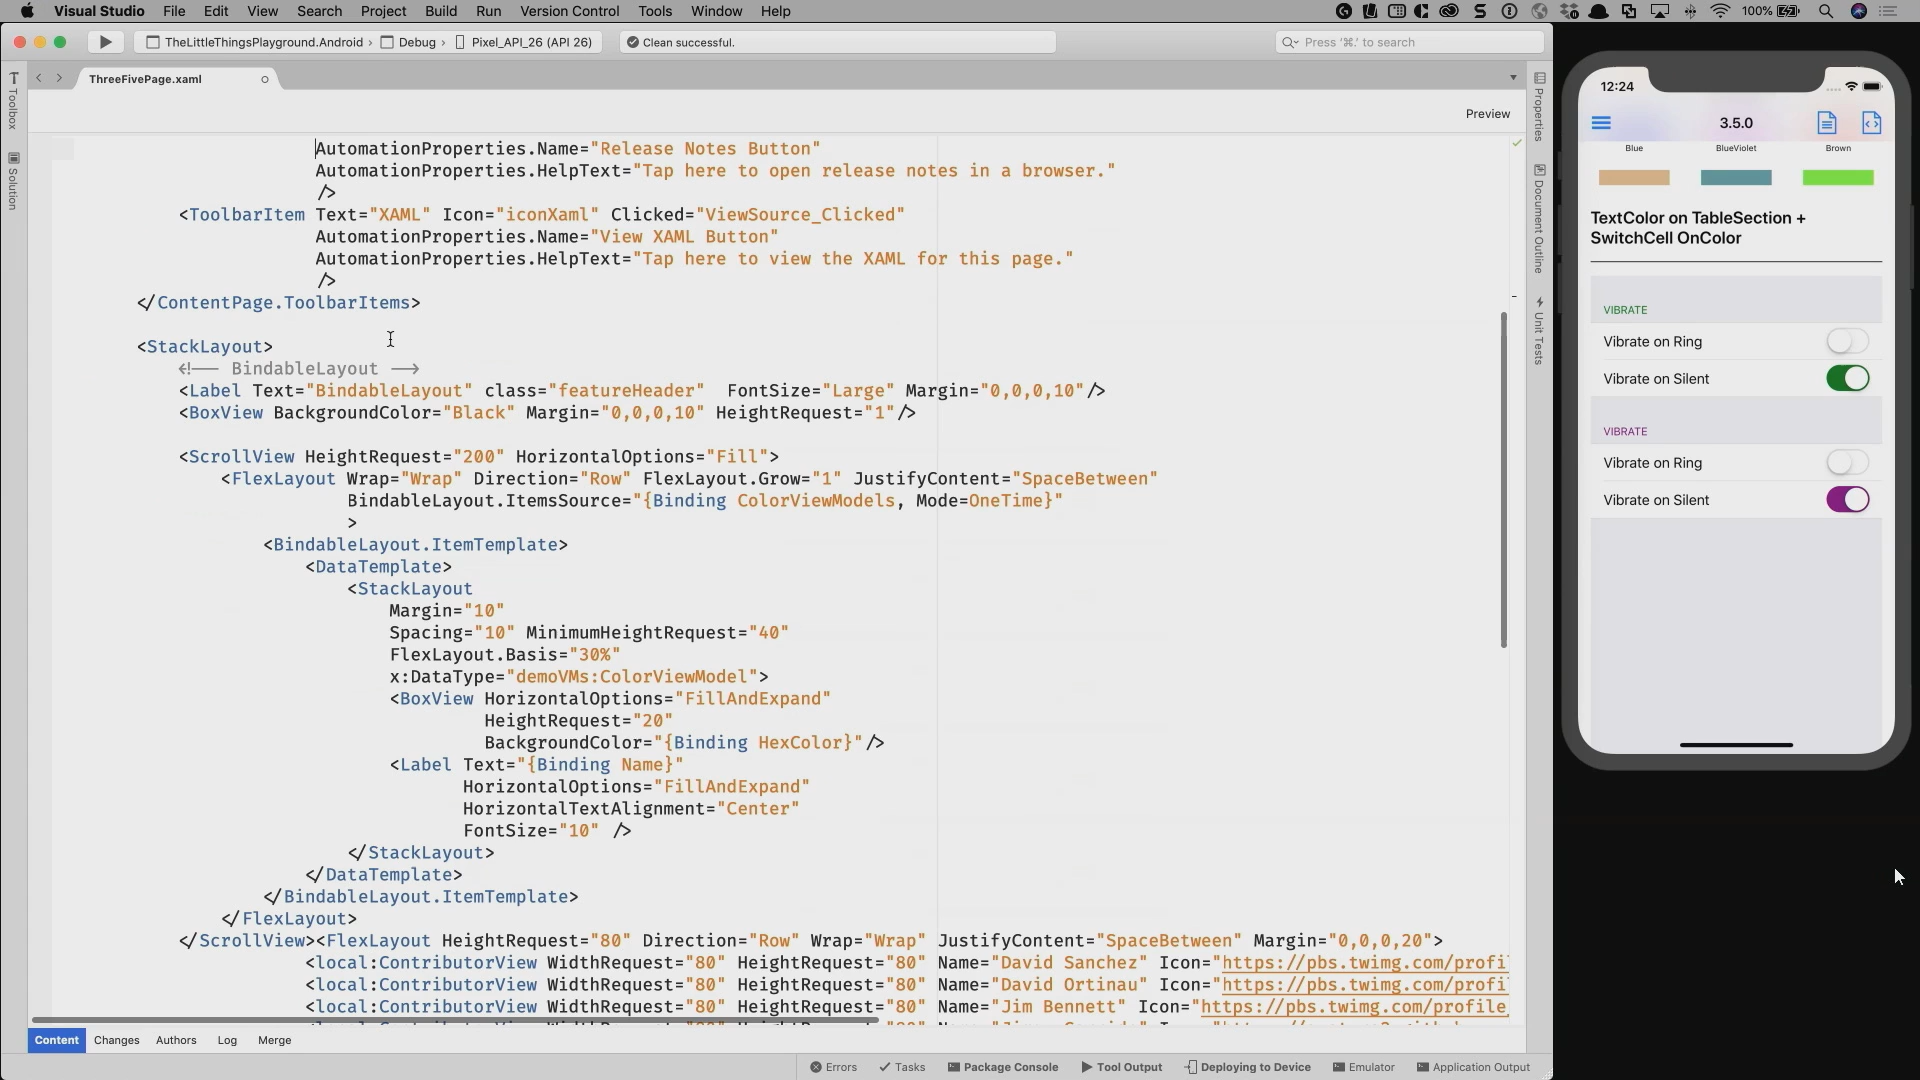 Visual Studio File Edit View Search Project Build Run Version Control Tools Window Help 100%
TheLittleThingsPlayground.Android › Debug › Pixel_API_26 (API 26) Clean successful. Press '⌘.' to search
ThreeFivePage.xaml
Toolbox
Solution
Preview
AutomationProperties.Name="Release Notes Button"
AutomationProperties.HelpText="Tap here to open release notes in a browser."
/>
<ToolbarItem Text="XAML" Icon="iconXaml" Clicked="ViewSource_Clicked"
AutomationProperties.Name="View XAML Button"
AutomationProperties.HelpText="Tap here to view the XAML for this page."
/>
</ContentPage.ToolbarItems>
<StackLayout>
<!-- BindableLayout -->
<Label Text="BindableLayout" class="featureHeader"  FontSize="Large" Margin="0,0,0,10"/>
<BoxView BackgroundColor="Black" Margin="0,0,0,10" HeightRequest="1"/>
<ScrollView HeightRequest="200" HorizontalOptions="Fill">
<FlexLayout Wrap="Wrap" Direction="Row" FlexLayout.Grow="1" JustifyContent="SpaceBetween"
BindableLayout.ItemsSource="{Binding ColorViewModels, Mode=OneTime}"
>
<BindableLayout.ItemTemplate>
<DataTemplate>
<StackLayout
Margin="10"
Spacing="10" MinimumHeightRequest="40"
FlexLayout.Basis="30%"
x:DataType="demoVMs:ColorViewModel">
<BoxView HorizontalOptions="FillAndExpand"
HeightRequest="20"
BackgroundColor="{Binding HexColor}"/>
<Label Text="{Binding Name}"
HorizontalOptions="FillAndExpand"
HorizontalTextAlignment="Center"
FontSize="10" />
</StackLayout>
</DataTemplate>
</BindableLayout.ItemTemplate>
</FlexLayout>
</ScrollView><FlexLayout HeightRequest="80" Direction="Row" Wrap="Wrap" JustifyContent="SpaceBetween" Margin="0,0,0,20">
<local:ContributorView WidthRequest="80" HeightRequest="80" Name="David Sanchez" Icon="https://pbs.twimg.com/profi
<local:ContributorView WidthRequest="80" HeightRequest="80" Name="David Ortinau" Icon="https://pbs.twimg.com/profi
<local:ContributorView WidthRequest="80" HeightRequest="80" Name="Jim Bennett" Icon="https://pbs.twimg.com/profile
Content Changes Authors Log Merge
Errors Tasks Package Console Tool Output Deploying to Device Emulator Application Output
Properties
Document Outline
Unit Tests
12:24
3.5.0
Blue BlueViolet Brown
TextColor on TableSection +
SwitchCell OnColor
VIBRATE
Vibrate on Ring
Vibrate on Silent
VIBRATE
Vibrate on Ring
Vibrate on Silent